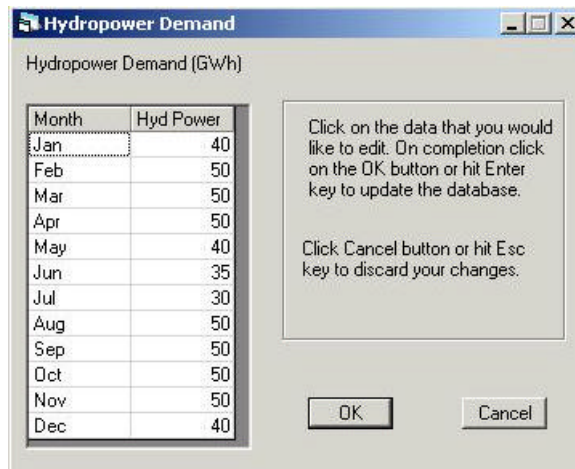 Hydropower Demand
Hydropower Demand (GWh)
Month Hyd Power
Jan 40
Feb 50
Mar 50
Apr 50
May 40
Jun 35
Jul 30
Aug 50
Sep 50
Oct 50
Nov 50
Dec 40
Click on the data that you would
like to edit. On completion click
on the OK button or hit Enter
key to update the database.
Click Cancel button or hit Esc
key to discard your changes.
OK
Cancel